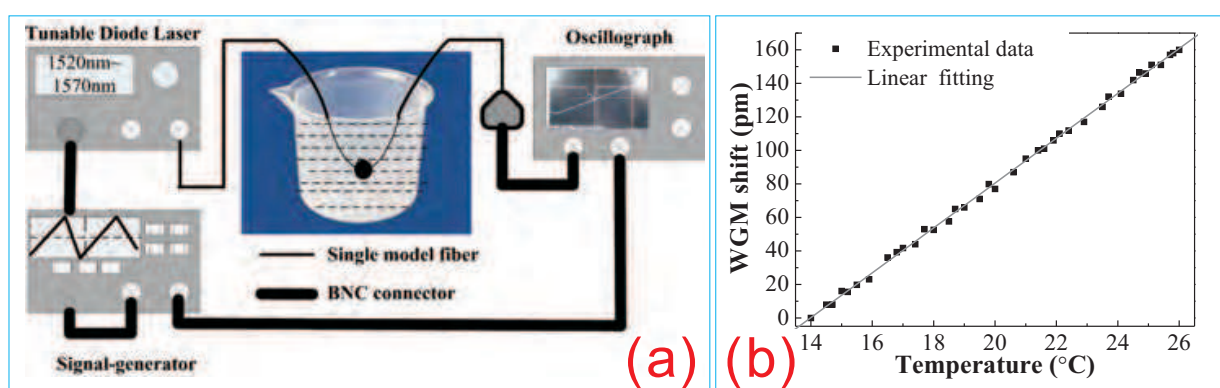 Tunable Diode Laser
1520nm~
1570nm
Oscillograph
Single model fiber
BNC connector
Signal-generator
(a)
160
140
120
100
80
60
40
20
0
WGM shift (pm)
Experimental data
Linear fitting
14 16 18 20 22 24 26
Temperature (°C)
(b)